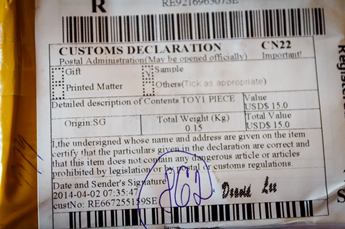 R RE921696307SE
CUSTOMS DECLARATION CN22
Postal Administration(May be opened officially) Important!
Gift Sample
Printed Matter Others(Tick as appropriate)
Detailed description of Contents TOY1 PIECE Value
USD$ 15.0
Origin:SG Total Weight (Kg) Total Value
0.15 USD$ 15.0
I,the undersigned whose name and address are given on the item
certify that the particulars given in the declaration are correct and
that this item does not contain any dangerous article or articles
prohibited by legislation or by postal or customs regulations.
Date and Sender's Signature
2014-04-02 07:35:47
custNo: RE667255159SE